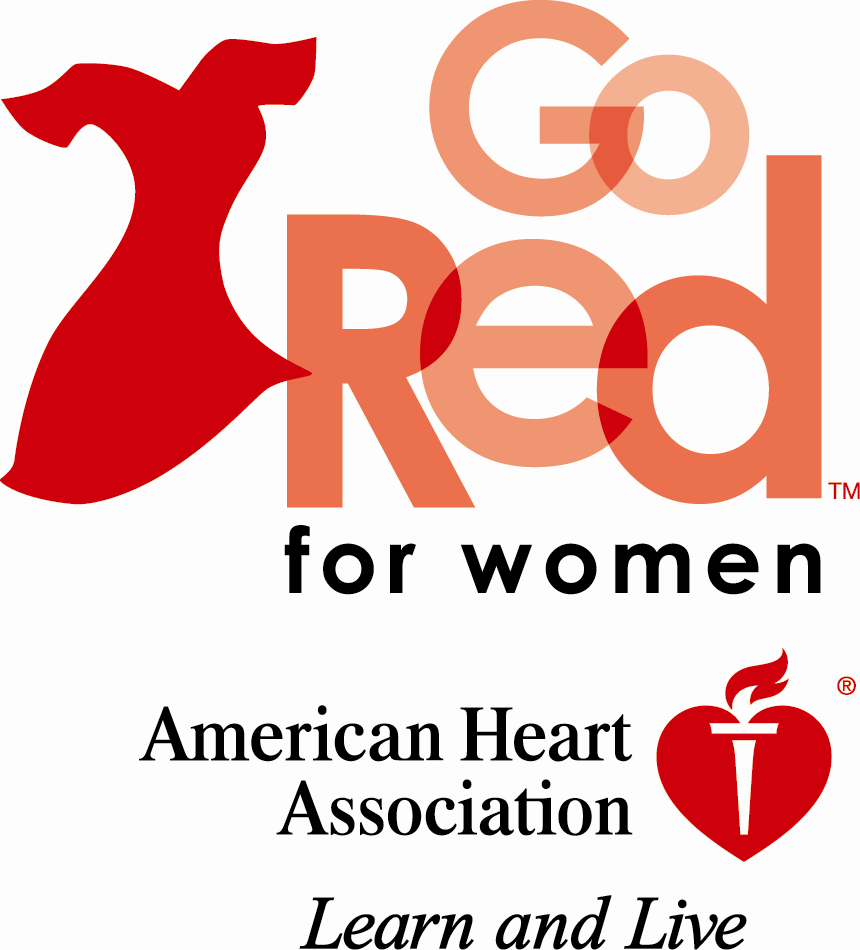 Go
Red™
for women
American Heart ®
Association
Learn and Live